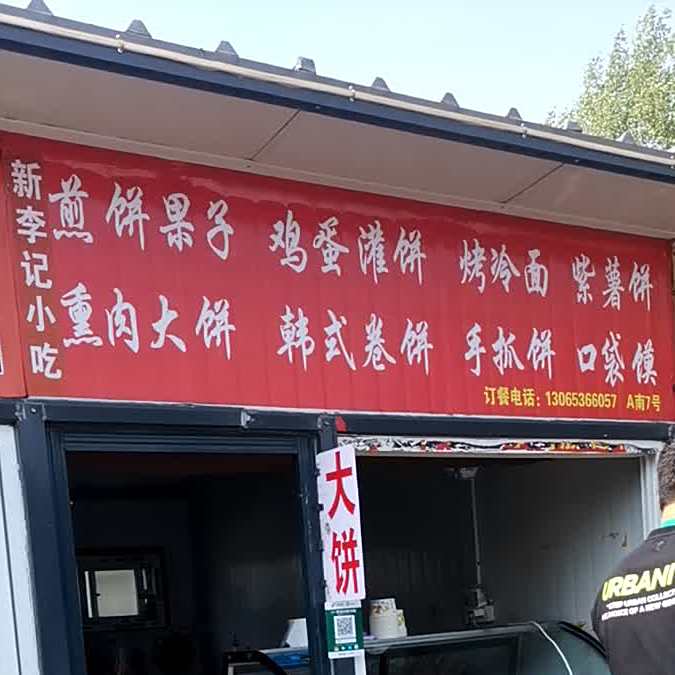 新李记小吃
煎饼果子 鸡蛋灌饼 烤冷面 紫薯饼
熏肉大饼 韩式卷饼 手抓饼 口袋馍
订餐电话：13065366057 A南7号
大饼
URBANI